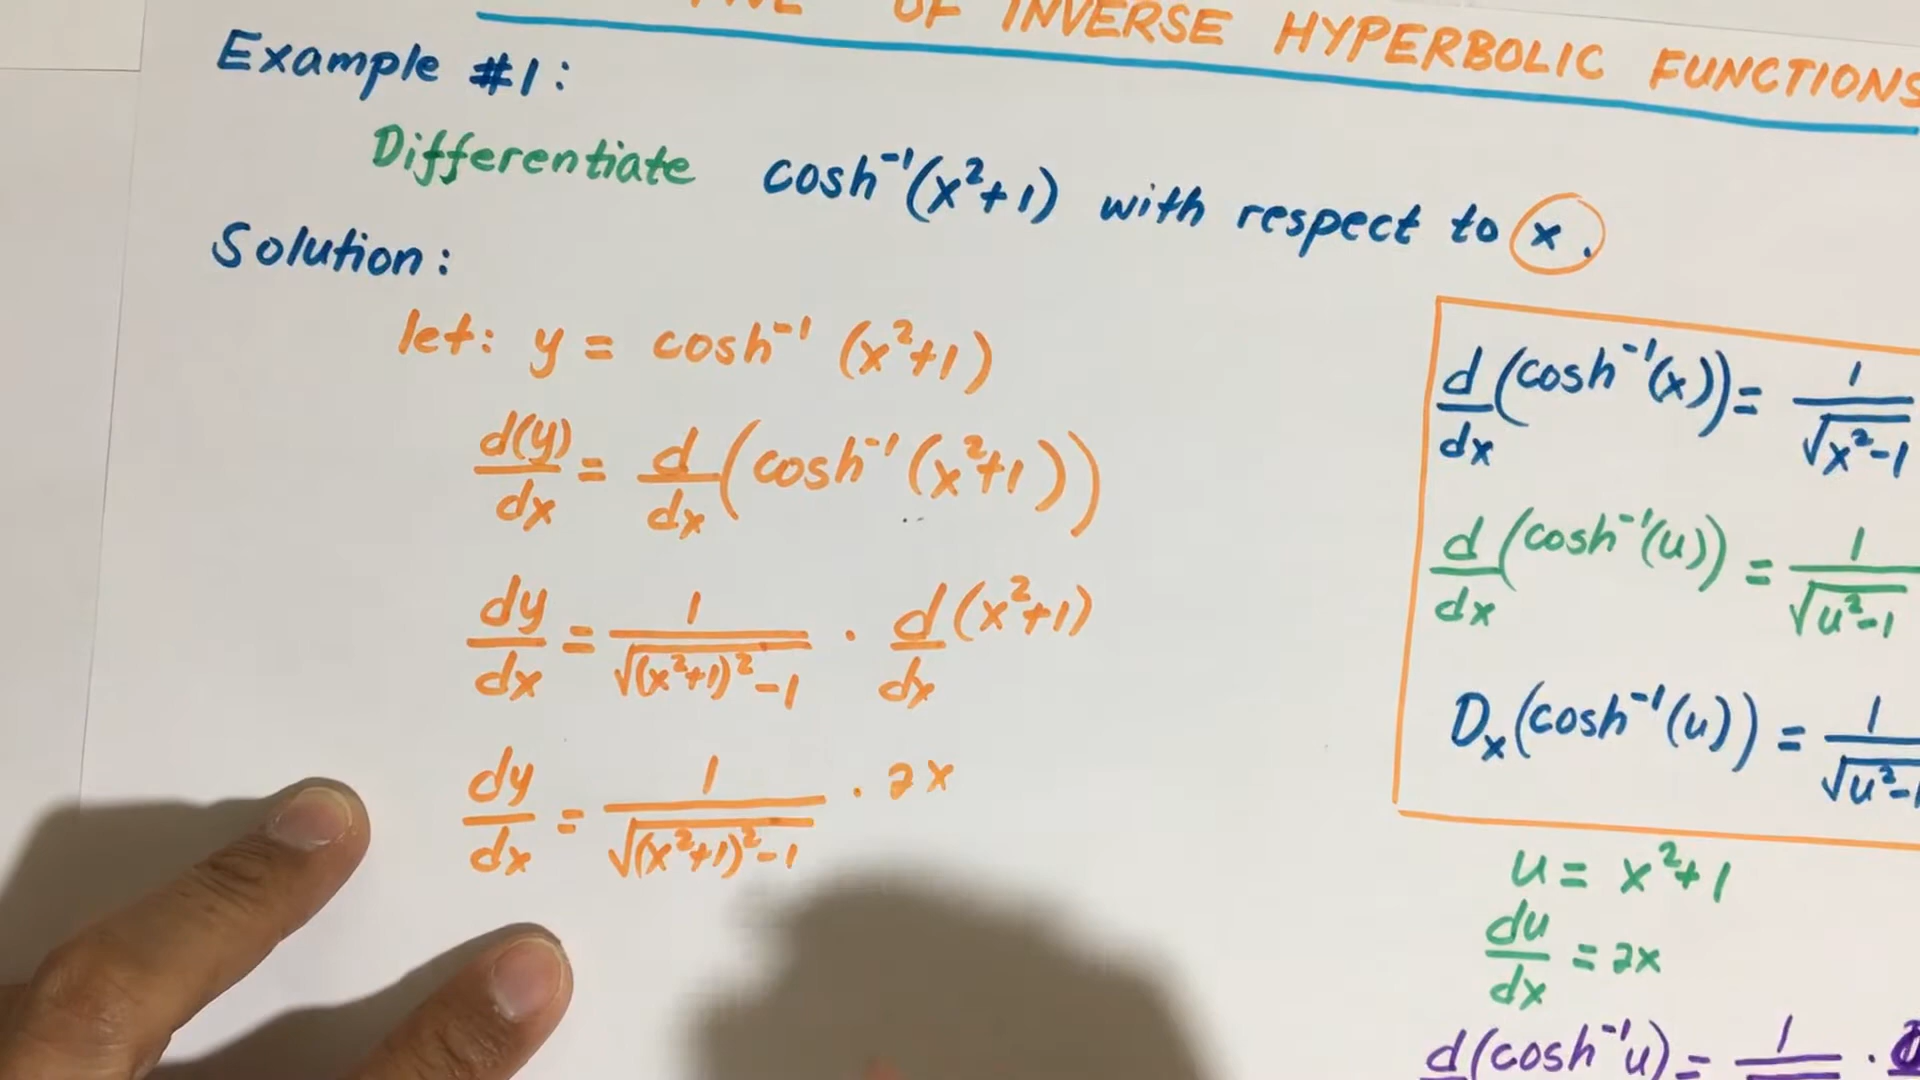 OF INVERSE HYPERBOLIC FUNCTIONS
Example #1:
Differentiate cosh⁻¹(x²+1) with respect to x.
Solution:
let: y = cosh⁻¹ (x²+1)
d(y)/dx = d/dx (cosh⁻¹(x²+1))
dy/dx = 1/√((x²+1)²-1) · d/dx (x²+1)
dy/dx = 1/√((x²+1)²-1) · 2x
d/dx (cosh⁻¹(x)) = 1/√(x²-1)
d/dx (cosh⁻¹(u)) = 1/√(u²-1)
Dₓ(cosh⁻¹(u)) = 1/√(u²-1
u = x²+1
du/dx = 2x
d(cosh⁻¹u) = 1 ·